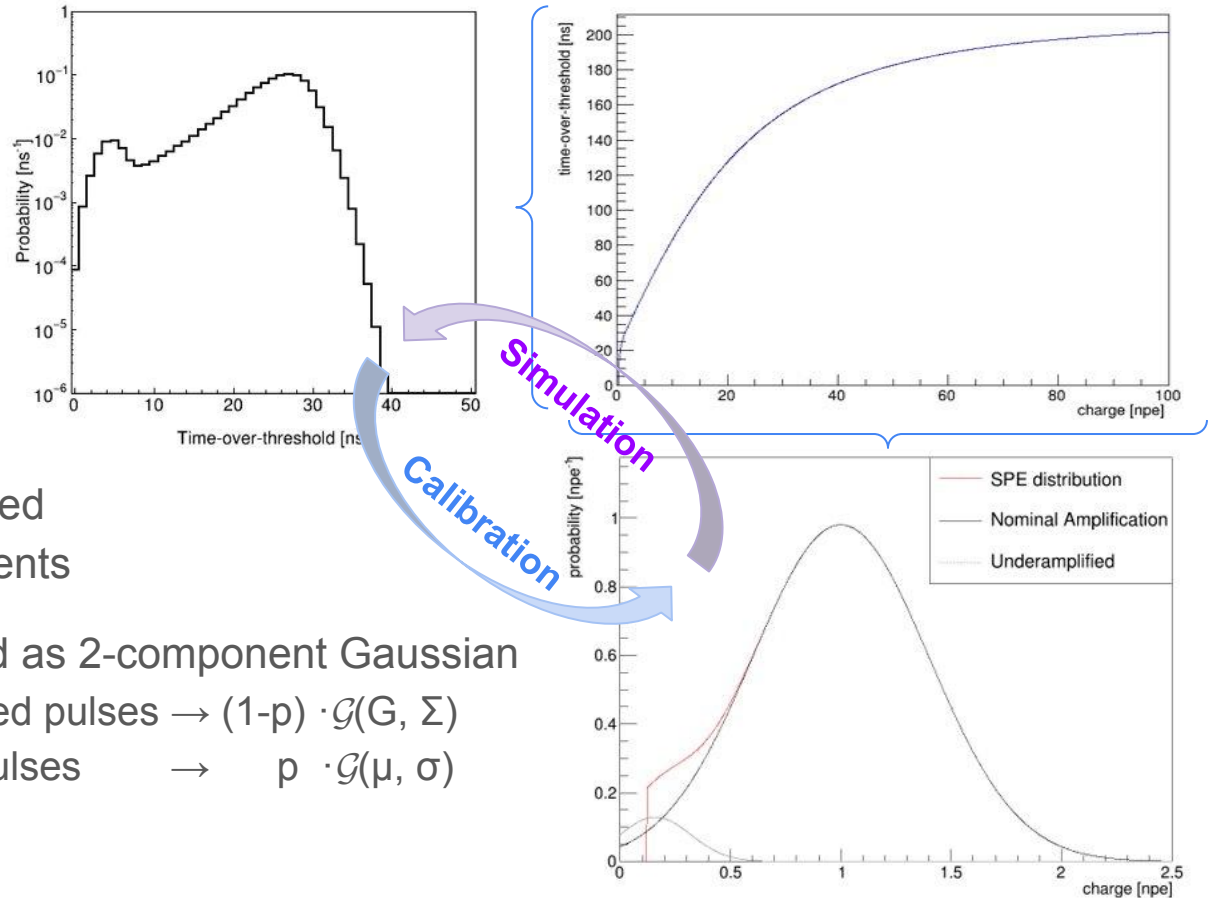 1
10⁻¹
10⁻²
10⁻³
10⁻⁴
10⁻⁵
10⁻⁶
Probability [ns⁻¹]
0 10 20 30 40 50
Time-over-threshold [ns
200
180
160
140
120
100
80
60
40
20
0
time-over-threshold [ns]
0 20 40 60 80 100
charge [npe]
Simulation
Calibration
ed
ents
d as 2-component Gaussian
ed pulses → (1-p) ·𝒢(G, Σ)
ulses → p ·𝒢(μ, σ)
probability [npe⁻¹]
1
0.8
0.6
0.4
0.2
0
SPE distribution
Nominal Amplification
Underamplified
0 0.5 1 1.5 2 2.5
charge [npe]